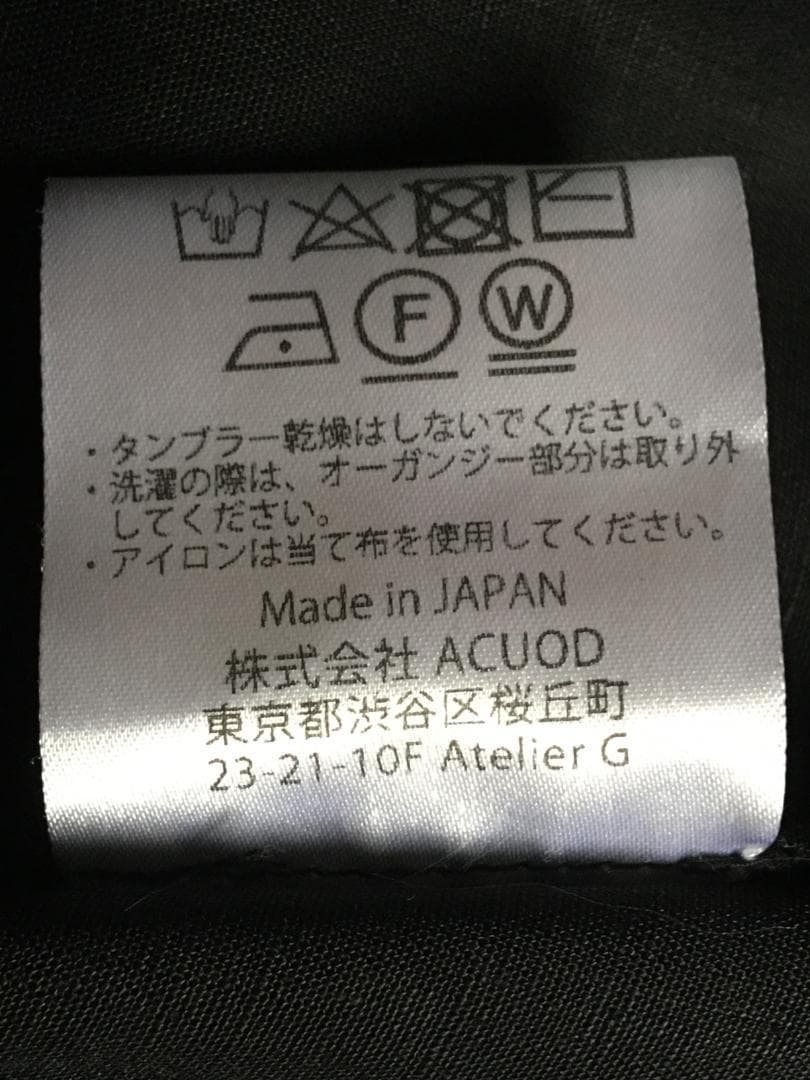 F W
・タンブラー乾燥はしないでください。
・洗濯の際は、オーガンジー部分は取り外
してください。
・アイロンは当て布を使用してください。
Made in JAPAN
株式会社 ACUOD
東京都渋谷区桜丘町
23-21-10F Atelier G